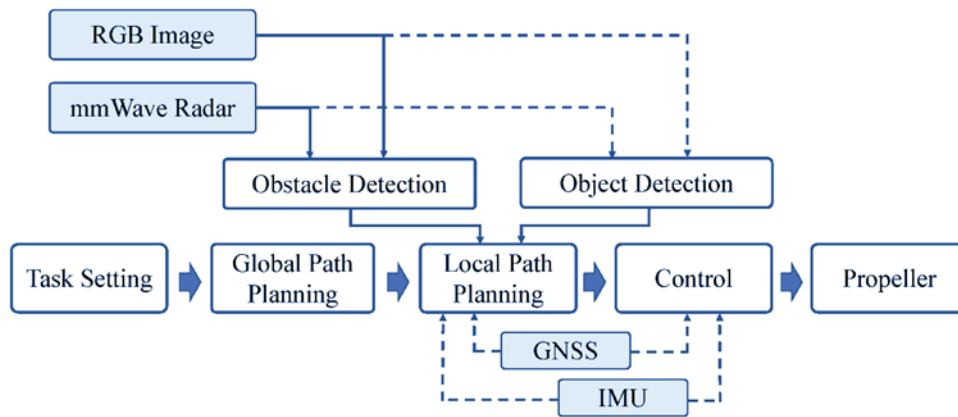 RGB Image
mmWave Radar
Obstacle Detection
Object Detection
Task Setting
Global Path
Planning
Local Path
Planning
Control
Propeller
GNSS
IMU